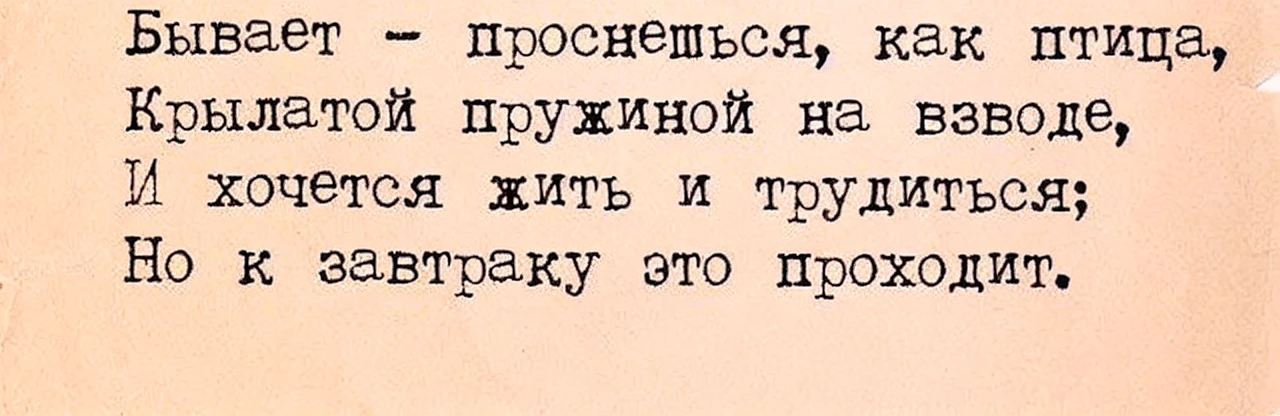 Бывает - проснешься, как птица,
Крылатой пружиной на взводе,
И хочется жить и трудиться;
Но к завтраку это проходит.